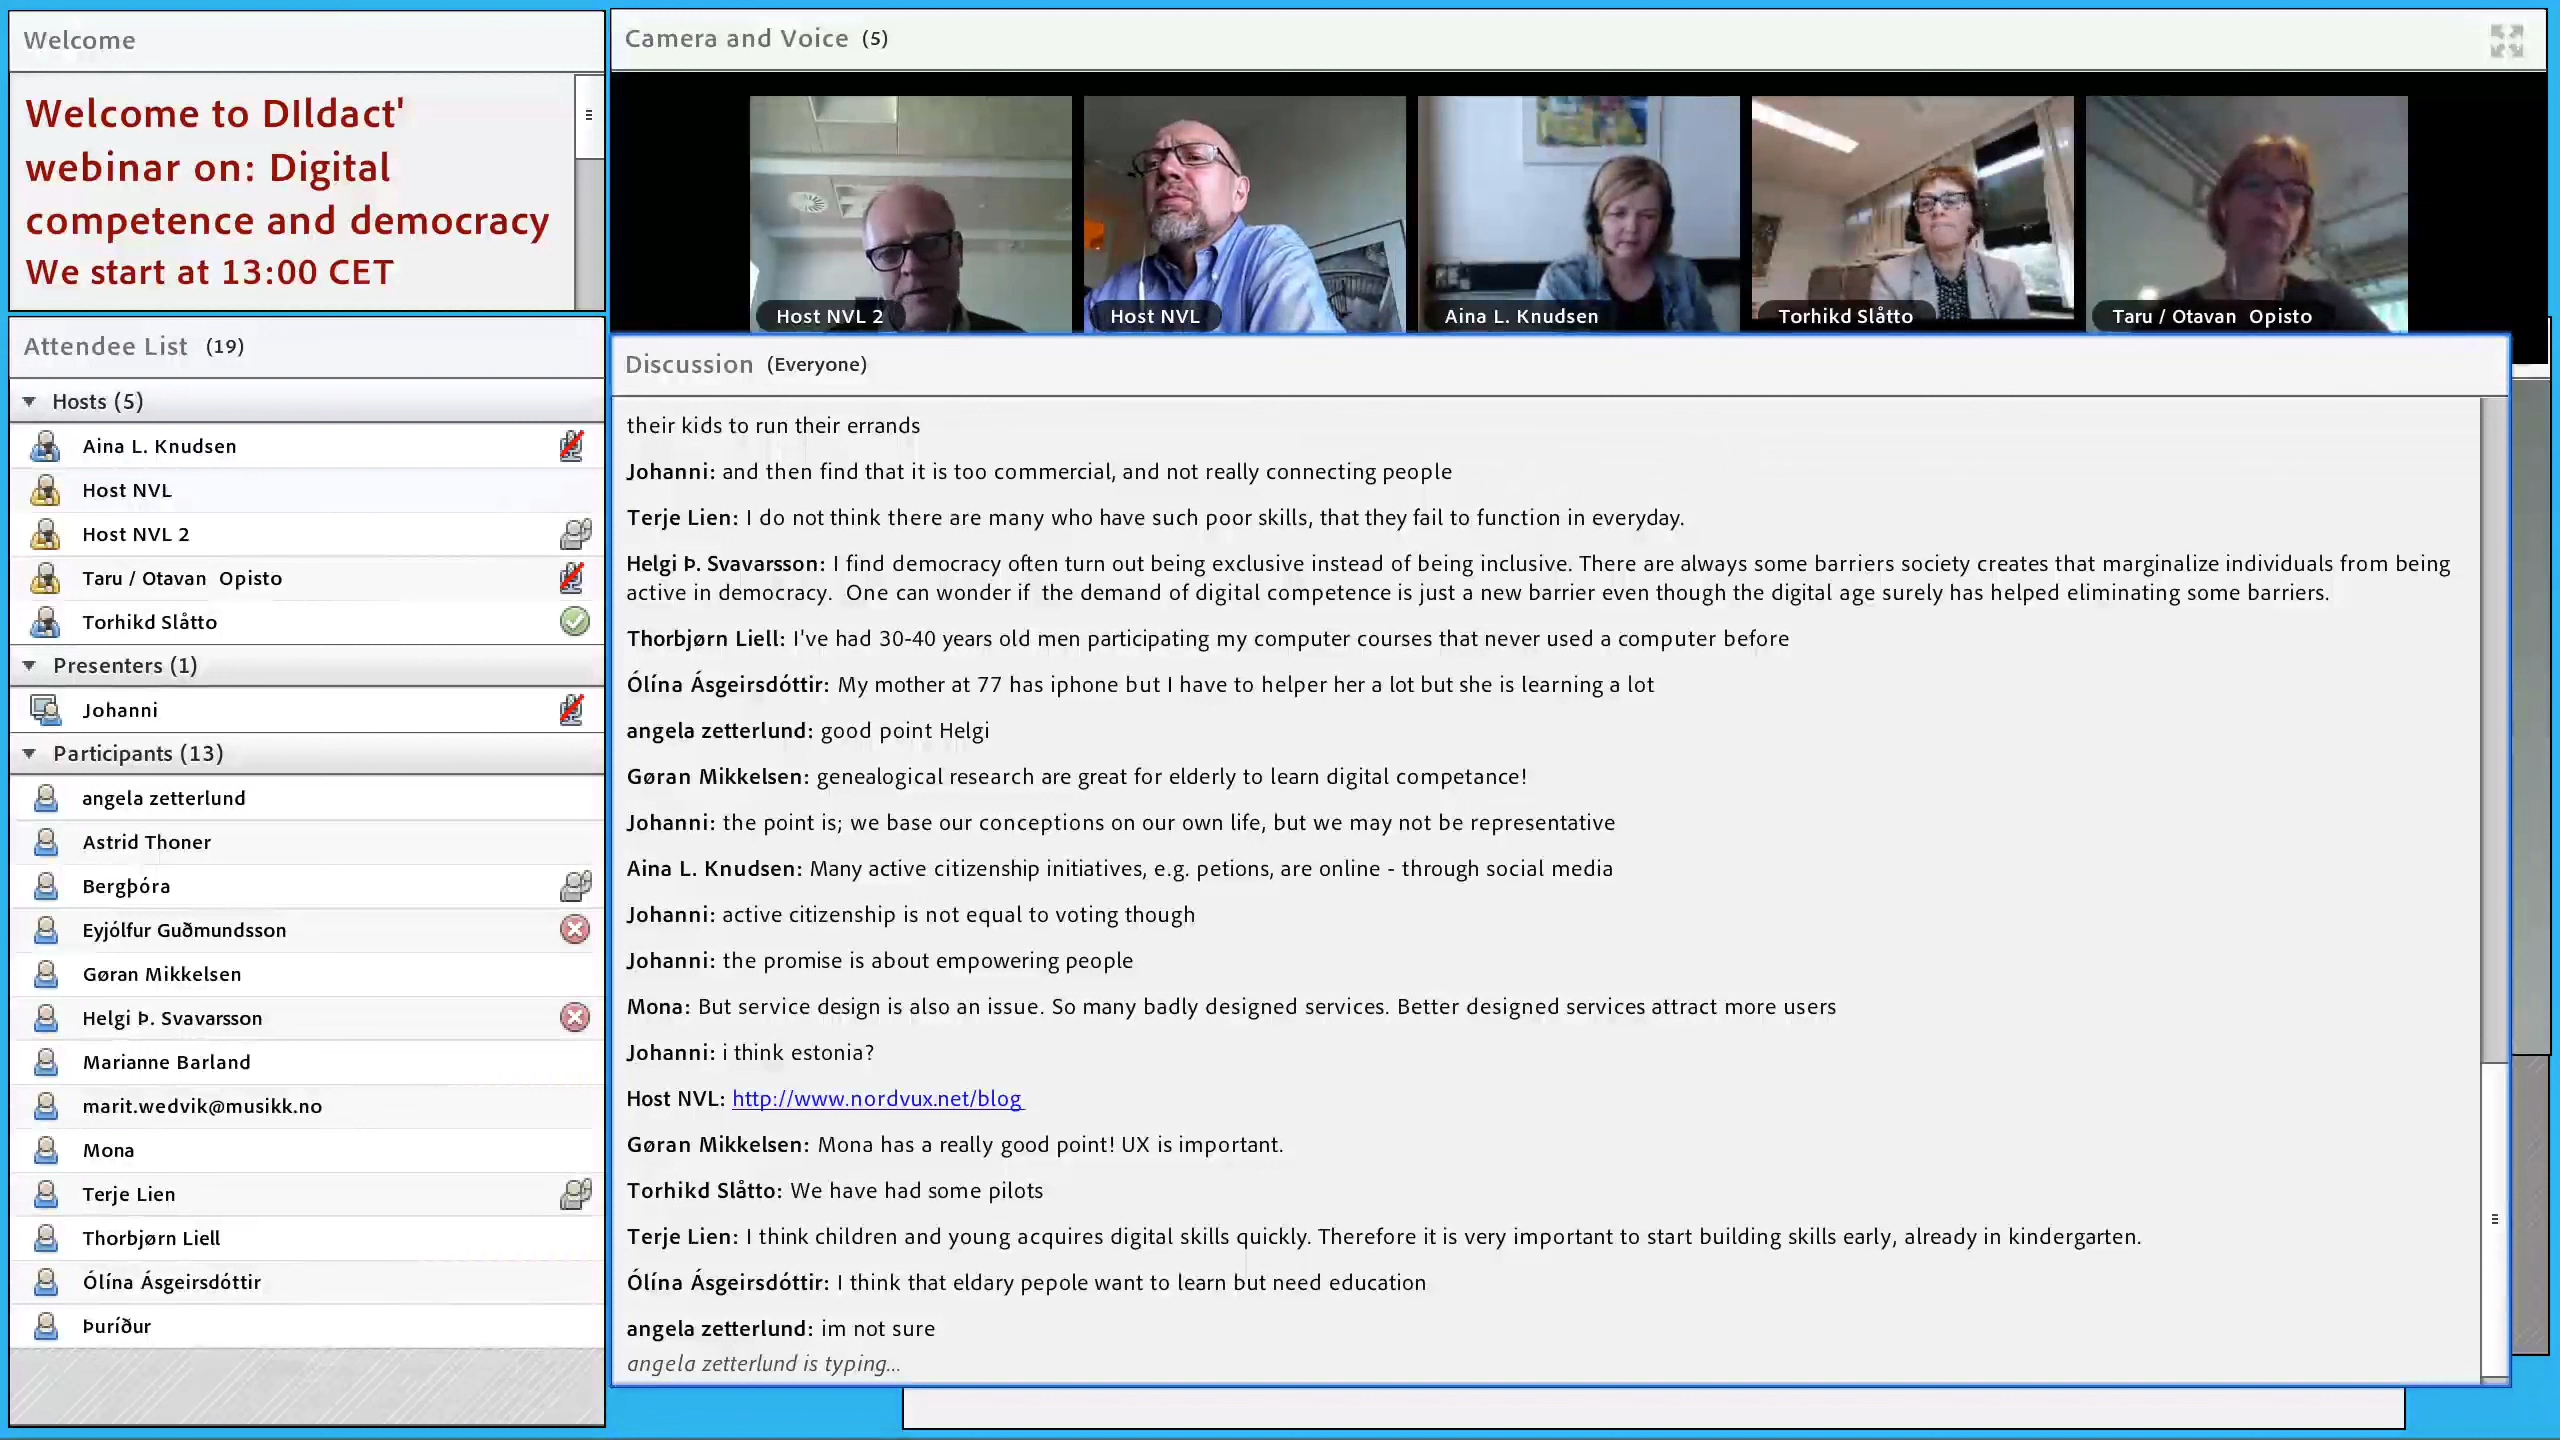 Welcome
Welcome to DIldact'
webinar on: Digital
competence and democracy
We start at 13:00 CET
Attendee List (19)
Hosts (5)
Aina L. Knudsen
Host NVL
Host NVL 2
Taru / Otavan Opisto
Torhikd Slåtto
Presenters (1)
Johanni
Participants (13)
angela zetterlund
Astrid Thoner
Bergþóra
Eyjólfur Guðmundsson
Gøran Mikkelsen
Helgi Þ. Svavarsson
Marianne Barland
marit.wedvik@musikk.no
Mona
Terje Lien
Thorbjørn Liell
Ólína Ásgeirsdóttir
Þuríður
Camera and Voice (5)
Host NVL 2
Host NVL
Aina L. Knudsen
Torhikd Slåtto
Taru / Otavan Opisto
Discussion (Everyone)
their kids to run their errands
Johanni: and then find that it is too commercial, and not really connecting people
Terje Lien: I do not think there are many who have such poor skills, that they fail to function in everyday.
Helgi Þ. Svavarsson: I find democracy often turn out being exclusive instead of being inclusive. There are always some barriers society creates that marginalize individuals from being
active in democracy.  One can wonder if  the demand of digital competence is just a new barrier even though the digital age surely has helped eliminating some barriers.
Thorbjørn Liell: I've had 30-40 years old men participating my computer courses that never used a computer before
Ólína Ásgeirsdóttir: My mother at 77 has iphone but I have to helper her a lot but she is learning a lot
angela zetterlund: good point Helgi
Gøran Mikkelsen: genealogical research are great for elderly to learn digital competance!
Johanni: the point is; we base our conceptions on our own life, but we may not be representative
Aina L. Knudsen: Many active citizenship initiatives, e.g. petions, are online - through social media
Johanni: active citizenship is not equal to voting though
Johanni: the promise is about empowering people
Mona: But service design is also an issue. So many badly designed services. Better designed services attract more users
Johanni: i think estonia?
Host NVL: http://www.nordvux.net/blog
Gøran Mikkelsen: Mona has a really good point! UX is important.
Torhikd Slåtto: We have had some pilots
Terje Lien: I think children and young acquires digital skills quickly. Therefore it is very important to start building skills early, already in kindergarten.
Ólína Ásgeirsdóttir: I think that eldary pepole want to learn but need education
angela zetterlund: im not sure
angela zetterlund is typing...